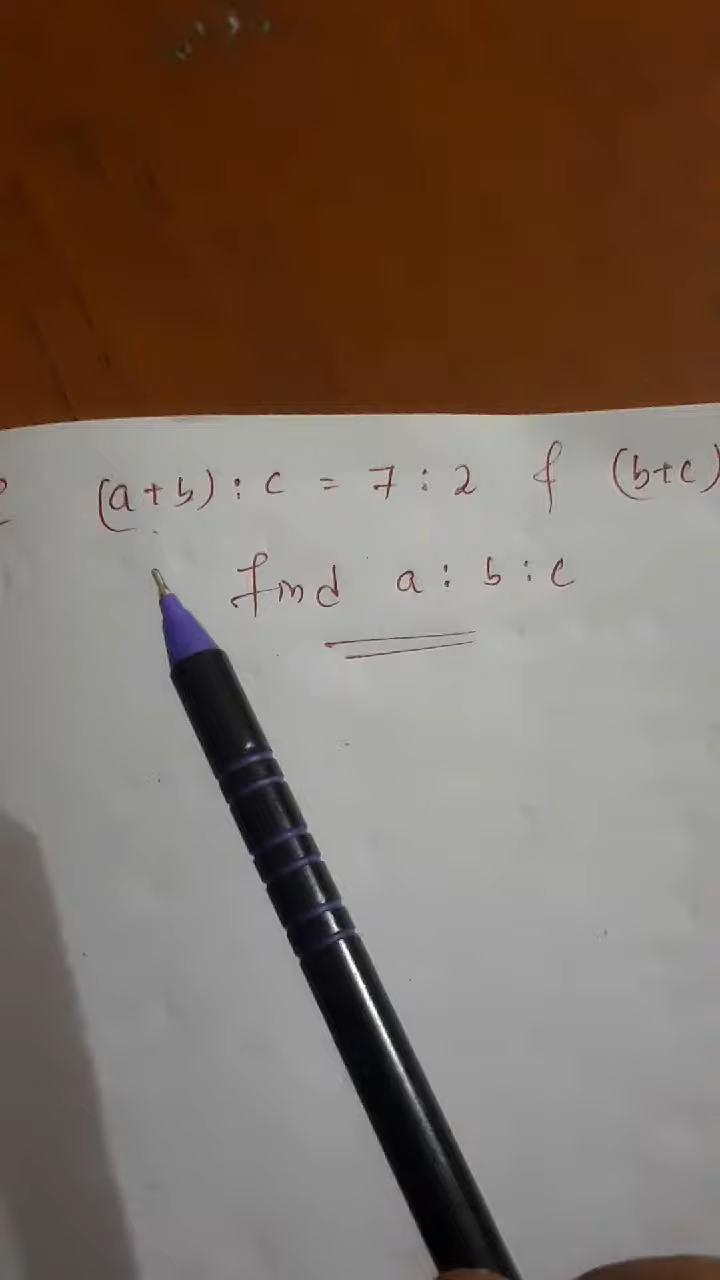 (a+b) : c = 7 : 2 & (b+c)
find a : b : c